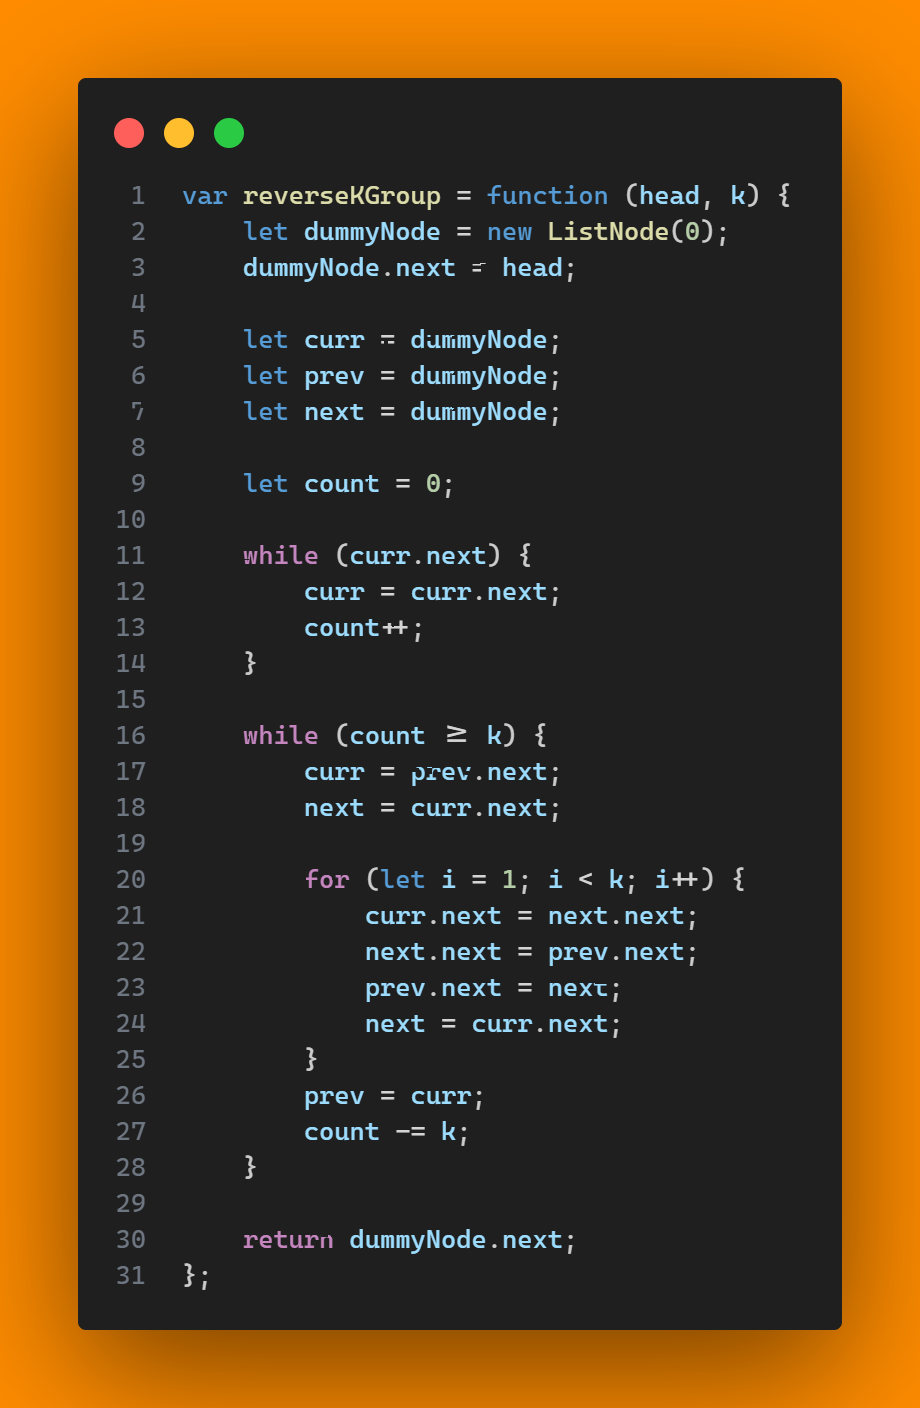 1 var reverseKGroup = function (head, k) {
2 let dummyNode = new ListNode(0);
3 dummyNode.next = head;
4
5 let curr = dummyNode;
6 let prev = dummyNode;
7 let next = dummyNode;
8
9 let count = 0;
10
11 while (curr.next) {
12 curr = curr.next;
13 count++;
14 }
15
16 while (count ≥ k) {
17 curr = prev.next;
18 next = curr.next;
19
20 for (let i = 1; i < k; i++) {
21 curr.next = next.next;
22 next.next = prev.next;
23 prev.next = next;
24 next = curr.next;
25 }
26 prev = curr;
27 count -= k;
28 }
29
30 return dummyNode.next;
31 };